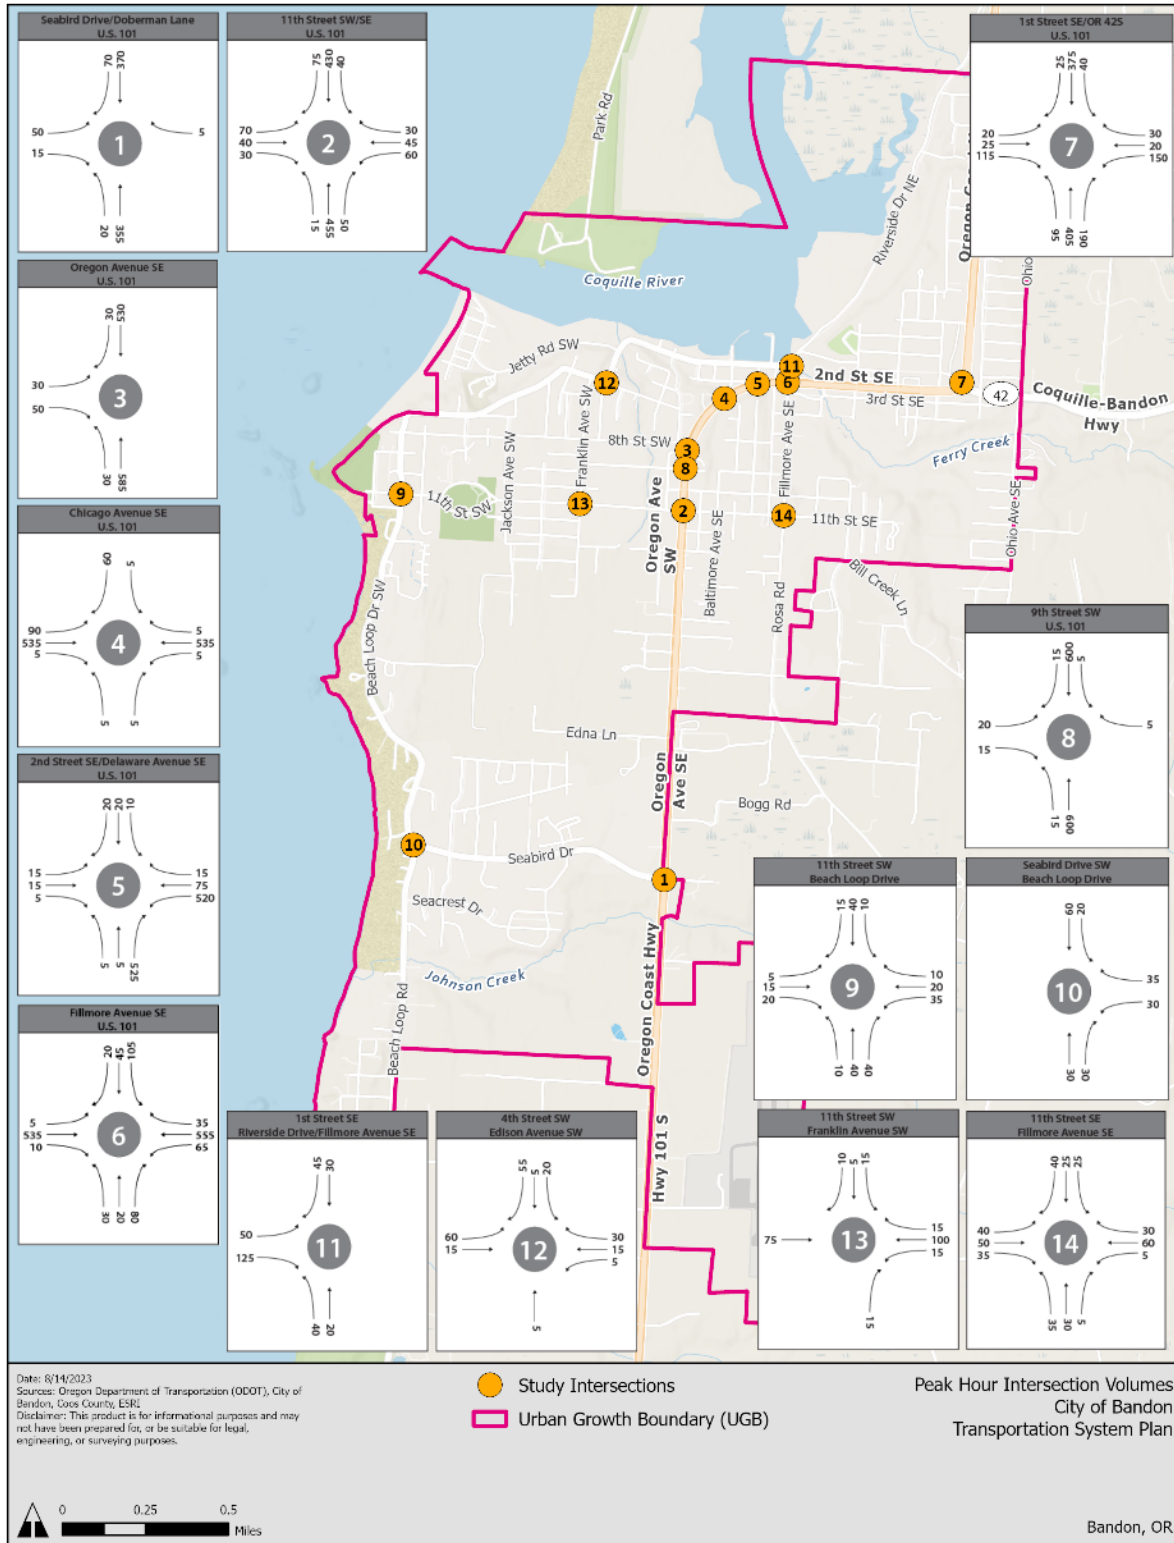 Seabird Drive/Doberman Lane
U.S. 101
70 370
50
15
5
20 355
1
11th Street SW/SE
U.S. 101
75 430 40
70
40
30
30
45
60
15 455 50
2
1st Street SE/OR 42S
U.S. 101
25 375 40
20
25
115
30
20
150
95 405 190
7
Oregon Avenue SE
U.S. 101
30 530
30
50
30 585
3
Chicago Avenue SE
U.S. 101
60 5
90
535
5
5
535
5
5 5
4
2nd Street SE/Delaware Avenue SE
U.S. 101
20 20 10
15
15
5
15
75
520
5 5 525
5
Fillmore Avenue SE
U.S. 101
20 45 105
5
535
10
35
555
65
30 20 80
6
9th Street SW
U.S. 101
15 600 5
20
15
5
15 600
8
11th Street SW
Beach Loop Drive
15 40 10
5
15
20
10
20
35
10 40 40
9
Seabird Drive SW
Beach Loop Drive
60 20
35
30
30 30
10
1st Street SE
Riverside Drive/Fillmore Avenue SE
45 30
50
125
40 20
11
4th Street SW
Edison Avenue SW
55 5 20
60
15
30
15
5
5
12
11th Street SW
Franklin Avenue SW
10 5 15
75
15
100
15
15
13
11th Street SE
Fillmore Avenue SE
40 25 25
40
50
35
30
60
5
35 30 5
14
Park Rd
Riverside Dr NE
Coquille River
Ohio
Jetty Rd SW
2nd St SE
3rd St SE
42
Coquille-Bandon
Hwy
Ferry Creek
8th St SW
Franklin Ave SW
Jackson Ave SW
11th St SW
Fillmore Ave SE
11th St SE
Ohio Ave SE
Oregon Ave
SW
Baltimore Ave SE
Rosa Rd
Bill Creek Ln
Beach Loop Dr SW
Edna Ln
Oregon
Ave SE
Bogg Rd
Seabird Dr
Seacrest Dr
Johnson Creek
Beach Loop Rd
Oregon Coast Hwy
Hwy 101 S
1
2
3
4
5
6
7
8
9
10
11
12
13
14
Date: 8/14/2023
Sources: Oregon Department of Transportation (ODOT), City of
Bandon, Coos County, ESRI
Disclaimer: This product is for informational purposes and may
not have been prepared for, or be suitable for legal,
engineering, or surveying purposes.
Study Intersections
Urban Growth Boundary (UGB)
Peak Hour Intersection Volumes
City of Bandon
Transportation System Plan
0 0.25 0.5
Miles
Bandon, OR